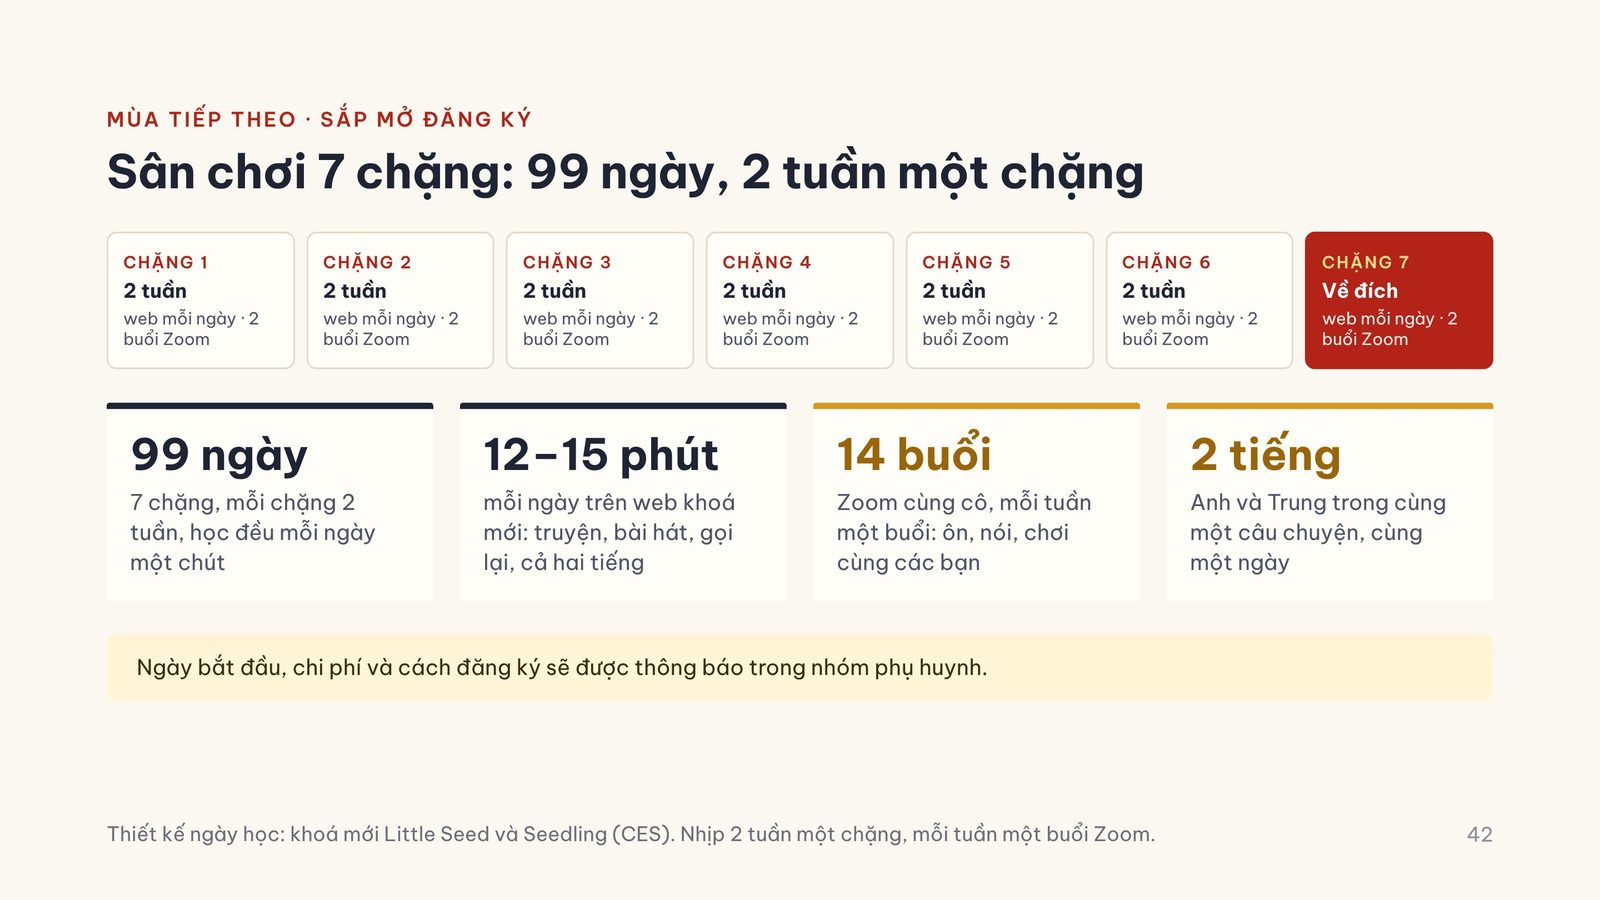 MÙA TIẾP THEO · SẮP MỞ ĐĂNG KÝ
Sân chơi 7 chặng: 99 ngày, 2 tuần một chặng
CHẶNG 1
2 tuần
web mỗi ngày · 2
buổi Zoom
CHẶNG 2
2 tuần
web mỗi ngày · 2
buổi Zoom
CHẶNG 3
2 tuần
web mỗi ngày · 2
buổi Zoom
CHẶNG 4
2 tuần
web mỗi ngày · 2
buổi Zoom
CHẶNG 5
2 tuần
web mỗi ngày · 2
buổi Zoom
CHẶNG 6
2 tuần
web mỗi ngày · 2
buổi Zoom
CHẶNG 7
Về đích
web mỗi ngày · 2
buổi Zoom
99 ngày
7 chặng, mỗi chặng 2
tuần, học đều mỗi ngày
một chút
12–15 phút
mỗi ngày trên web khoá
mới: truyện, bài hát, gọi
lại, cả hai tiếng
14 buổi
Zoom cùng cô, mỗi tuần
một buổi: ôn, nói, chơi
cùng các bạn
2 tiếng
Anh và Trung trong cùng
một câu chuyện, cùng
một ngày
Ngày bắt đầu, chi phí và cách đăng ký sẽ được thông báo trong nhóm phụ huynh.
Thiết kế ngày học: khoá mới Little Seed và Seedling (CES). Nhịp 2 tuần một chặng, mỗi tuần một buổi Zoom.
42